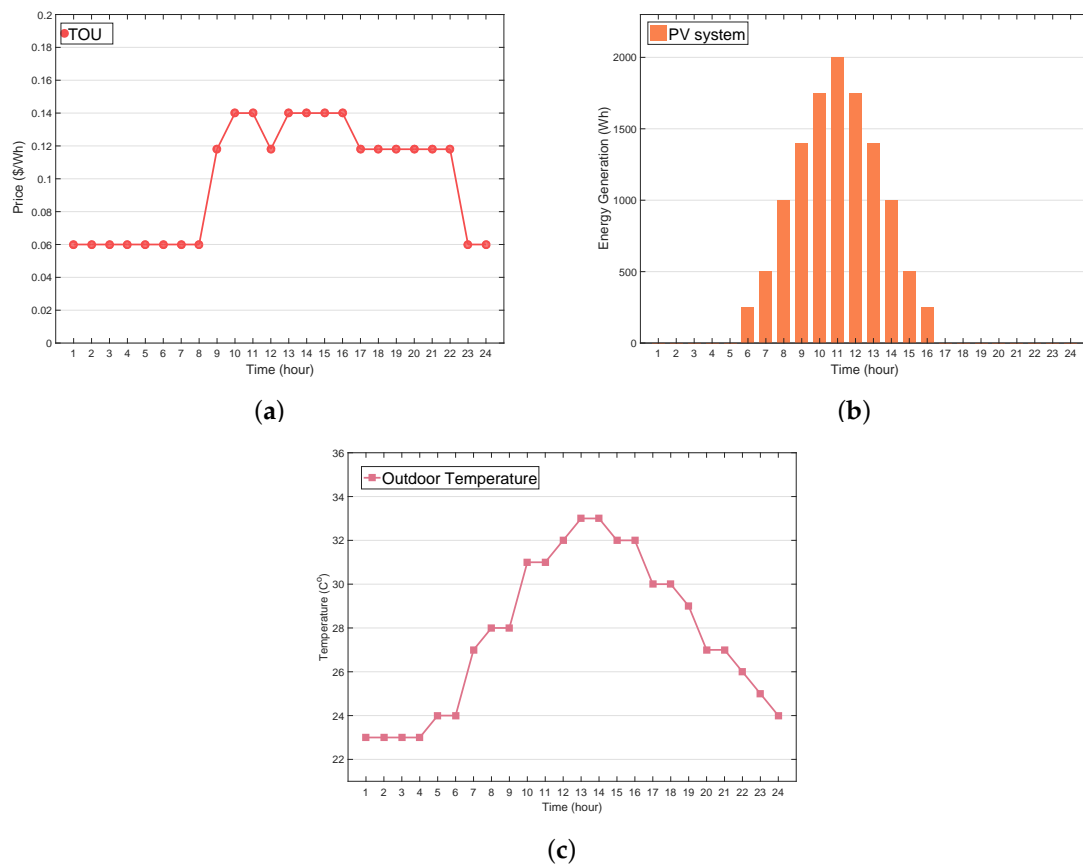 TOU
0.2
0.18
0.16
0.14
0.12
0.1
0.08
0.06
0.04
0.02
0
Price ($/Wh)
1 2 3 4 5 6 7 8 9 10 11 12 13 14 15 16 17 18 19 20 21 22 23 24
Time (hour)
(a)
PV system
2000
1500
1000
500
0
Energy Generation (Wh)
1 2 3 4 5 6 7 8 9 10 11 12 13 14 15 16 17 18 19 20 21 22 23 24
Time (hour)
(b)
Outdoor Temperature
36
34
32
30
28
26
24
22
Temperature (C°)
1 2 3 4 5 6 7 8 9 10 11 12 13 14 15 16 17 18 19 20 21 22 23 24
Time (hour)
(c)